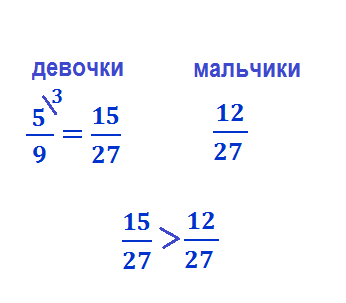 девочки мальчики
5/9 \3 = 15/27 12/27
15/27 > 12/27